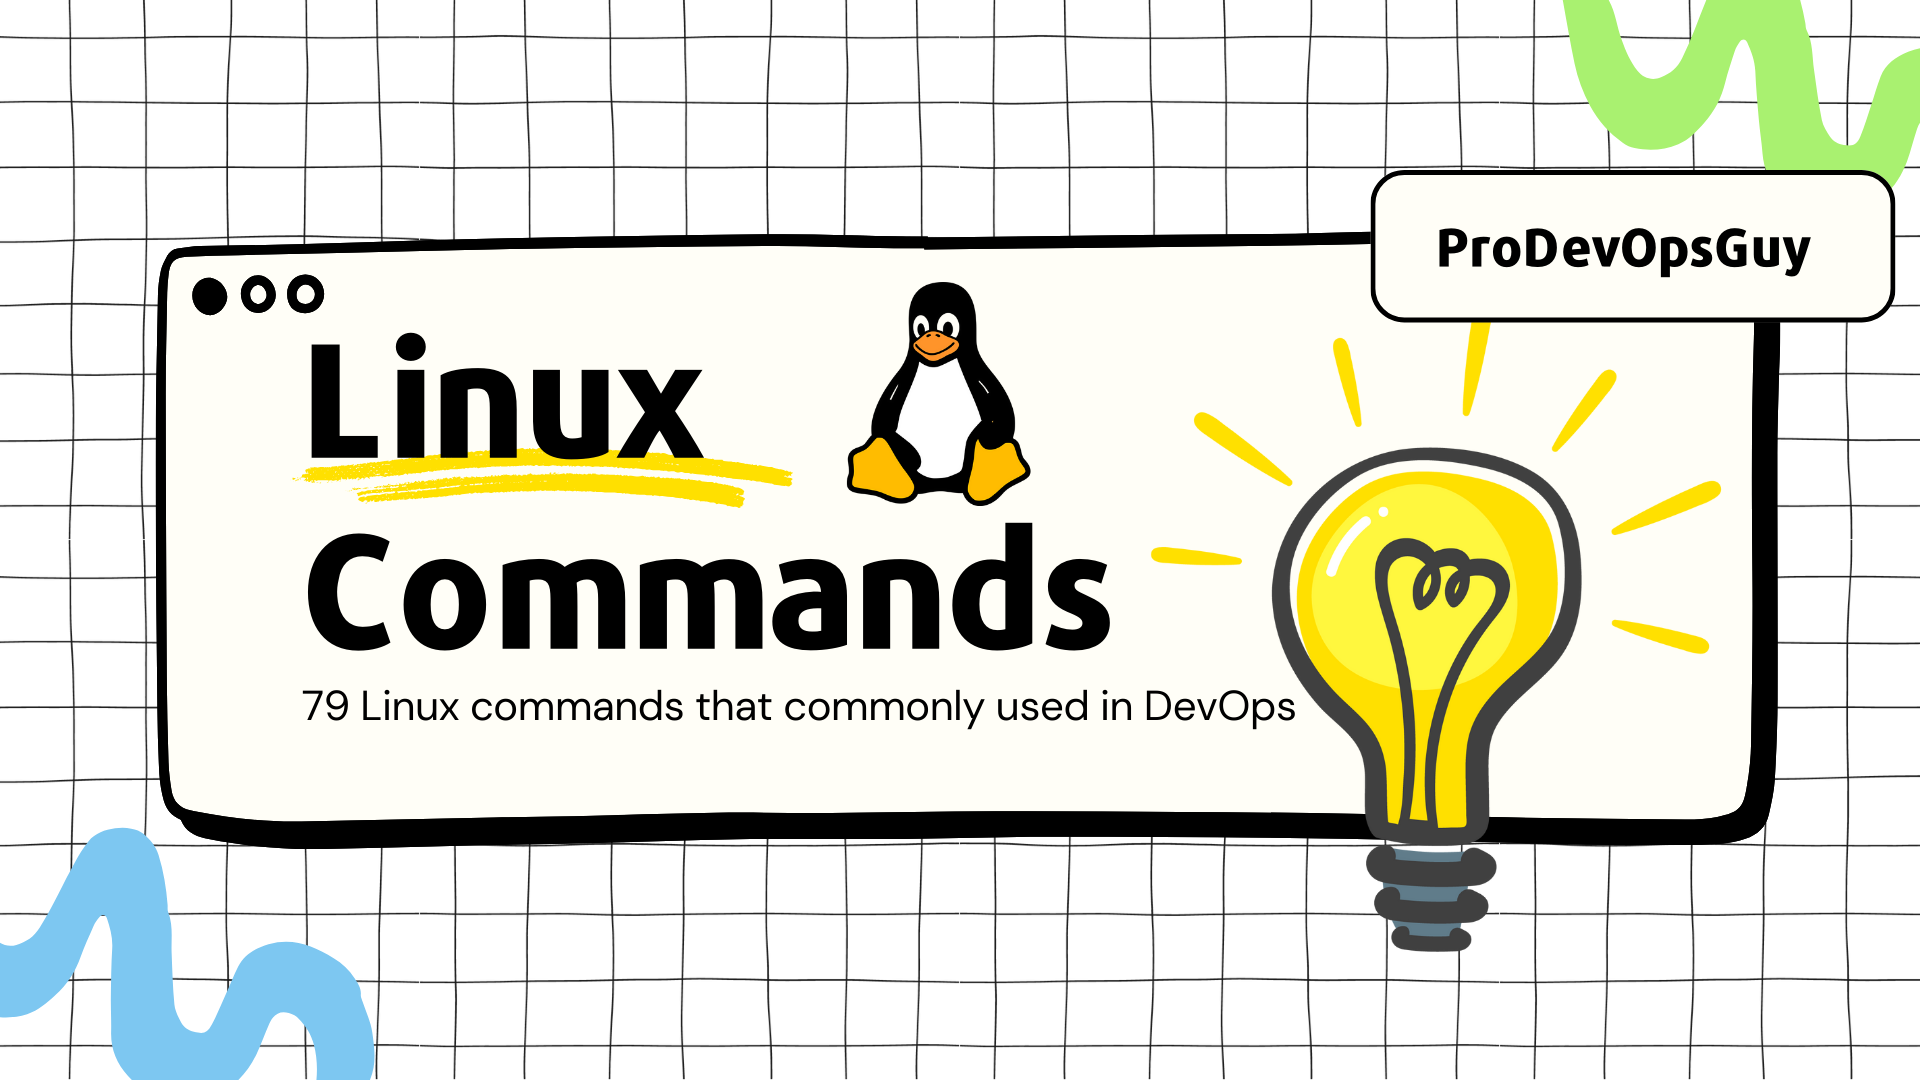 ProDevOpsGuy
Linux
Commands
79 Linux commands that commonly used in DevOps